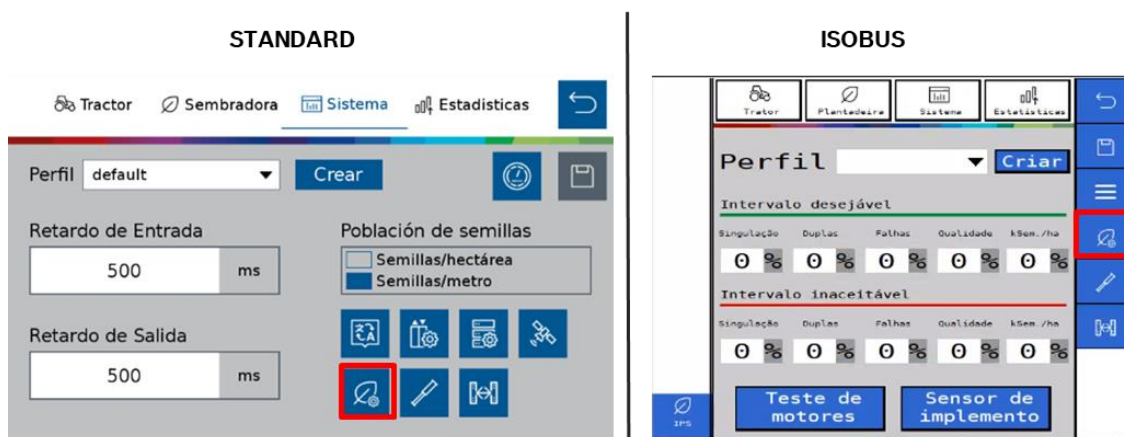 STANDARD
Tractor Sembradora Sistema Estadisticas
Perfil default Crear
Retardo de Entrada
500 ms
Retardo de Salida
500 ms
Población de semillas
Semillas/hectárea
Semillas/metro
ISOBUS
Trator Plantadeira Sistema Estatísticas
Perfil Criar
Intervalo desejável
Singulação Duplas Falhas Qualidade kSem./ha
0 % 0 % 0 % 0 % 0 %
Intervalo inaceitável
Singulação Duplas Falhas Qualidade kSem./ha
0 % 0 % 0 % 0 % 0 %
Teste de
motores
Sensor de
implemento
IPS